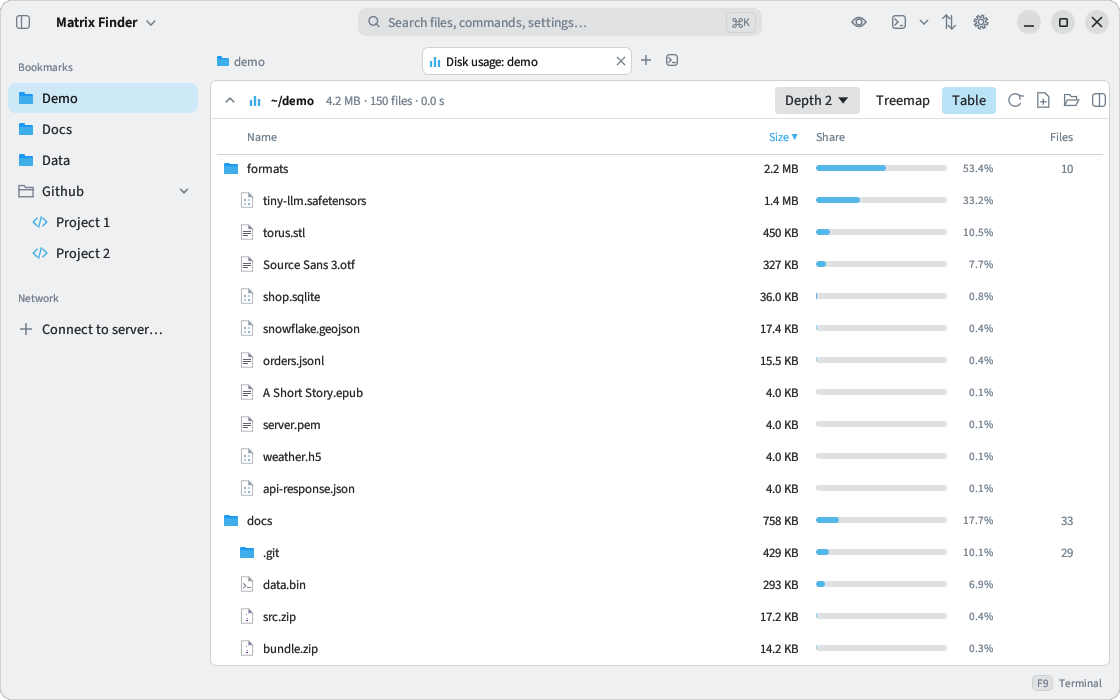 Matrix Finder
Search files, commands, settings… ⌘K
Bookmarks
Demo
Docs
Data
Github
Project 1
Project 2
Network
Connect to server…
demo
Disk usage: demo
~/demo 4.2 MB · 150 files · 0.0 s
Depth 2 ▼ Treemap Table
Name Size▼ Share Files
formats 2.2 MB 53.4% 10
tiny-llm.safetensors 1.4 MB 33.2%
torus.stl 450 KB 10.5%
Source Sans 3.otf 327 KB 7.7%
shop.sqlite 36.0 KB 0.8%
snowflake.geojson 17.4 KB 0.4%
orders.jsonl 15.5 KB 0.4%
A Short Story.epub 4.0 KB 0.1%
server.pem 4.0 KB 0.1%
weather.h5 4.0 KB 0.1%
api-response.json 4.0 KB 0.1%
docs 758 KB 17.7% 33
.git 429 KB 10.1% 29
data.bin 293 KB 6.9%
src.zip 17.2 KB 0.4%
bundle.zip 14.2 KB 0.3%
F9 Terminal